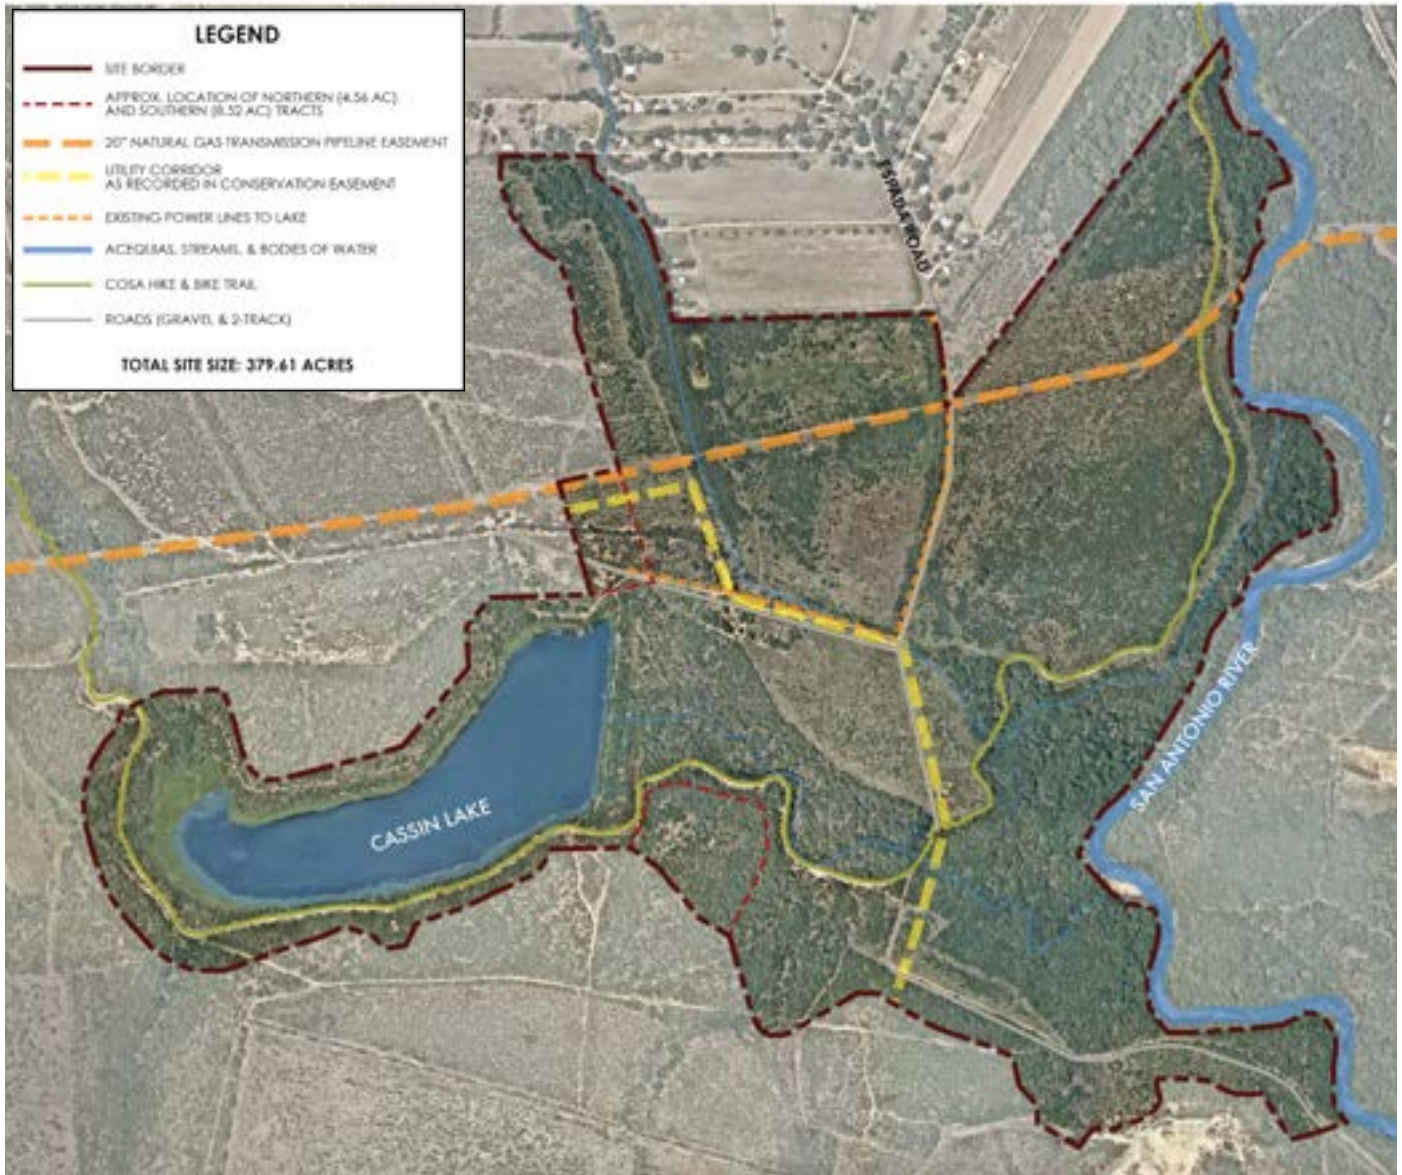 LEGEND
SITE BORDER
APPROX. LOCATION OF NORTHERN (4.56 AC)
AND SOUTHERN (8.52 AC) TRACTS
20" NATURAL GAS TRANSMISSION PIPELINE EASEMENT
UTILITY CORRIDOR
AS RECORDED IN CONSERVATION EASEMENT
EXISTING POWER LINES TO LAKE
ACEQUIAS, STREAMS, & BODIES OF WATER
COSA HIKE & BIKE TRAIL
ROADS (GRAVEL & 2-TRACK)
TOTAL SITE SIZE: 379.61 ACRES
ESPADA ROAD
SAN ANTONIO RIVER
CASSIN LAKE